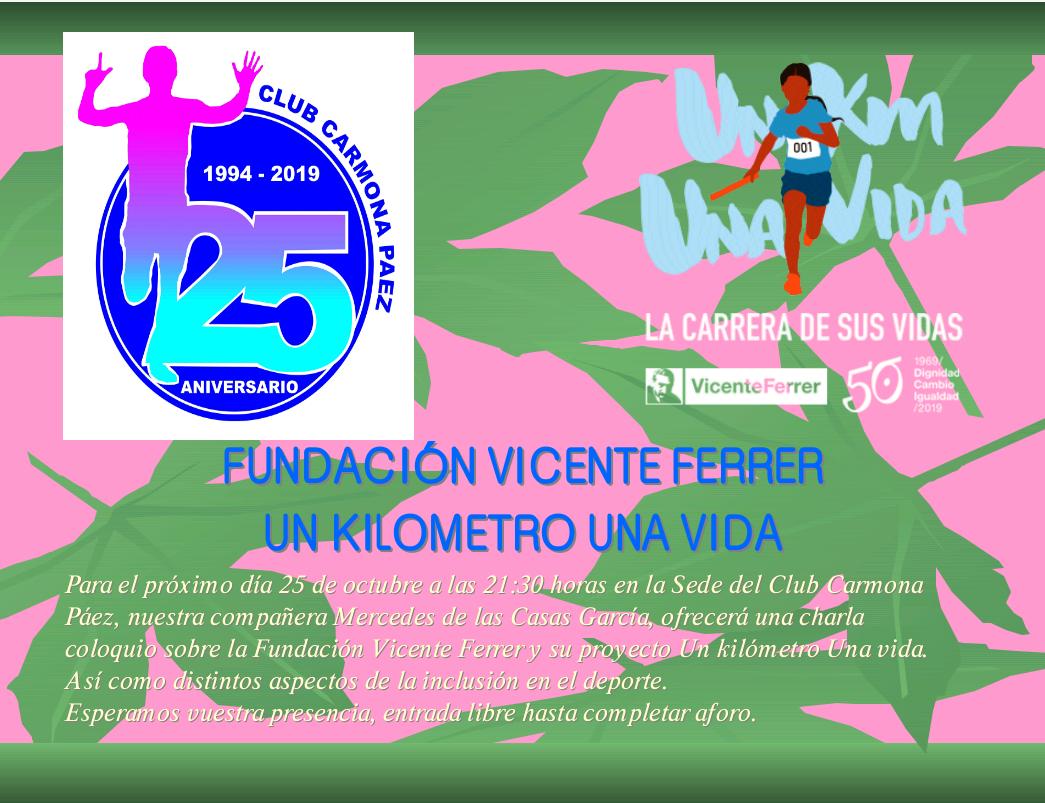 CLUB CARMONA PAEZ
1994 - 2019
25
ANIVERSARIO
Un Km
001
Una Vida
LA CARRERA DE SUS VIDAS
VicenteFerrer
50
1969/
Dignidad
Cambio
Igualdad
/2019
FUNDACIÓN VICENTE FERRER
UN KILOMETRO UNA VIDA
Para el próximo día 25 de octubre a las 21:30 horas en la Sede del Club Carmona
Páez, nuestra compañera Mercedes de las Casas García, ofrecerá una charla
coloquio sobre la Fundación Vicente Ferrer y su proyecto Un kilómetro Una vida.
Así como distintos aspectos de la inclusión en el deporte.
Esperamos vuestra presencia, entrada libre hasta completar aforo.